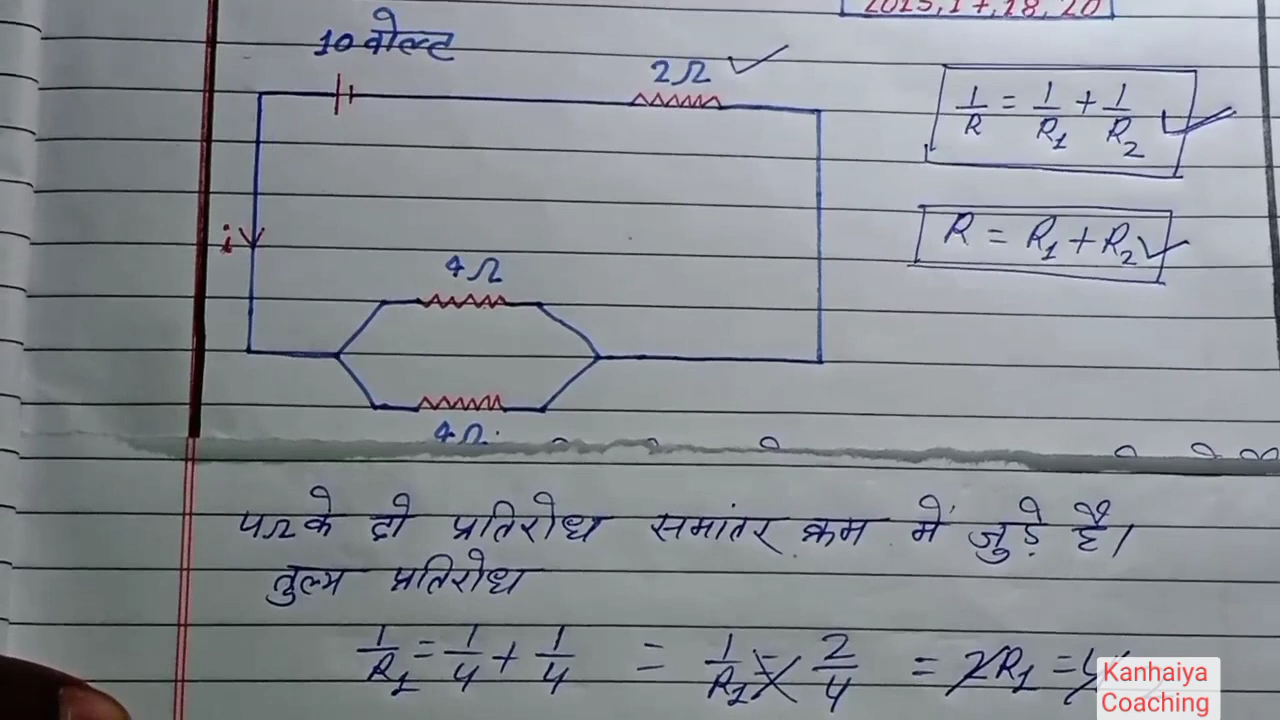 2015, 17, 18, 20
10 वोल्ट
2Ω ✓
1/R = 1/R₁ + 1/R₂ ✓
R = R₁ + R₂ ✓
i
4Ω
4Ω
4Ω के दो प्रतिरोध समांतर क्रम में जुड़े है।
तुल्य प्रतिरोध
1/R₁ = 1/4 + 1/4 = 1/R₁ = 2/4 = 2R₁ =
Kanhaiya
Coaching